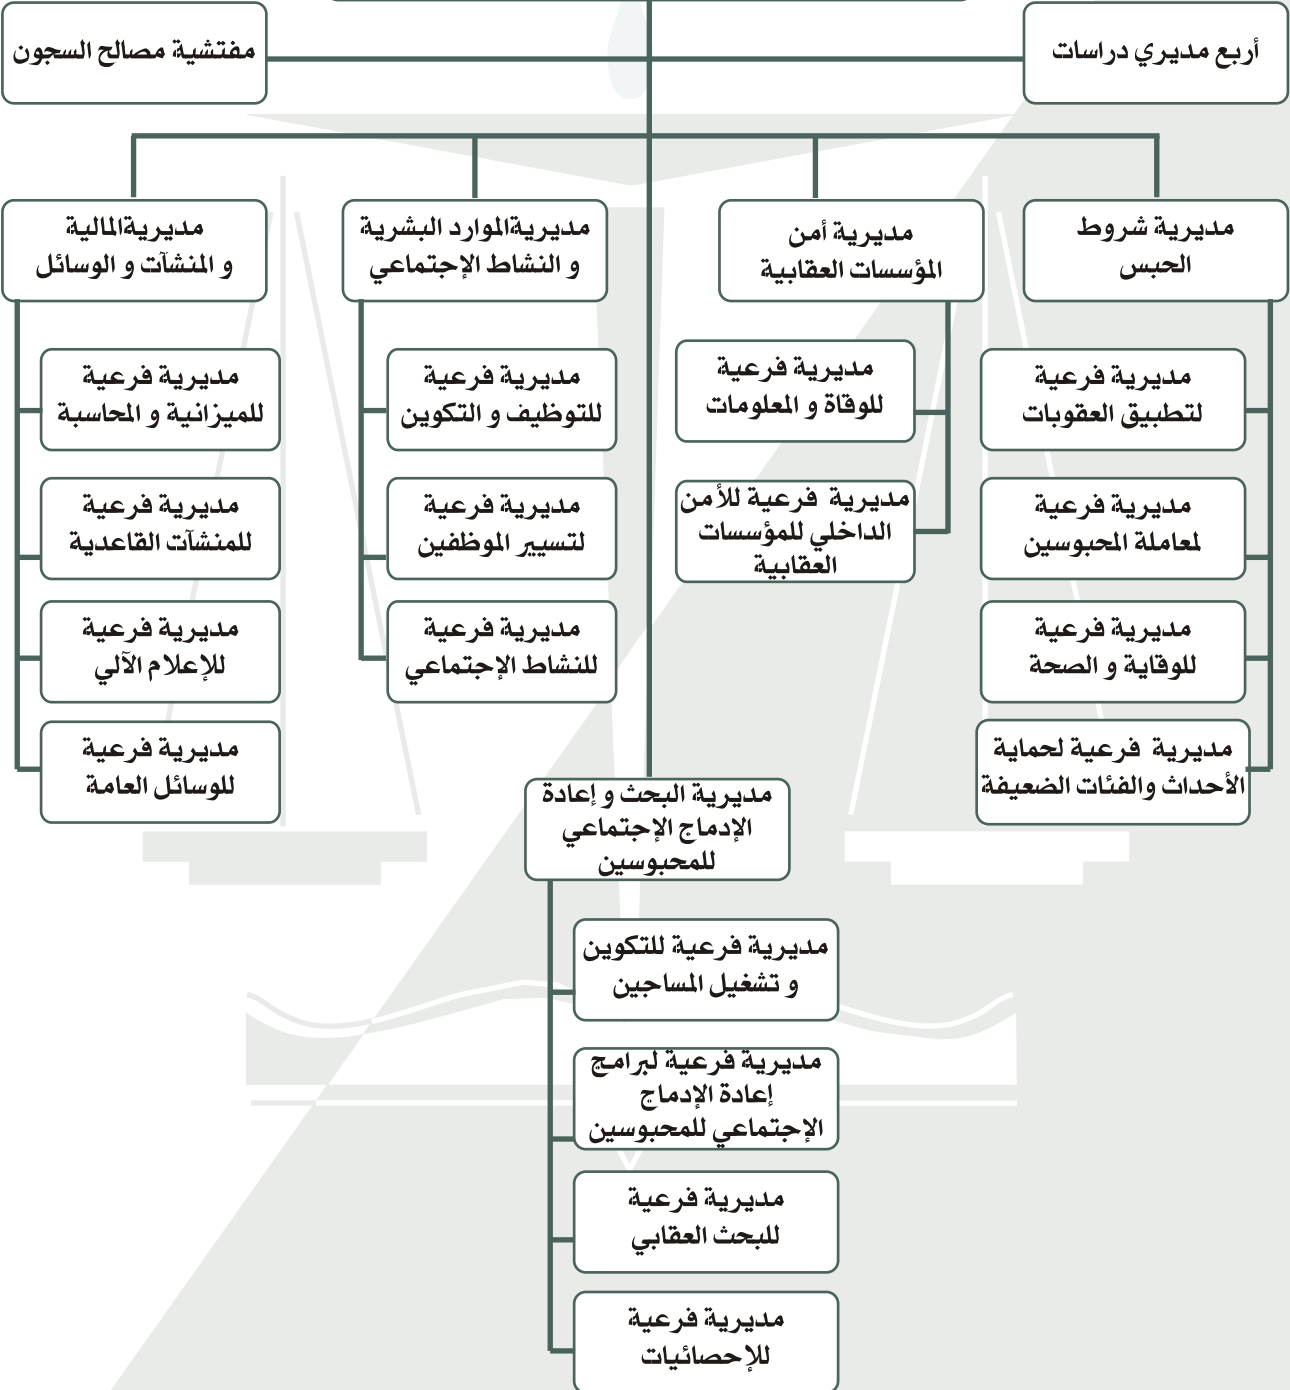 أربع مديري دراسات
مفتشية مصالح السجون
مديرية شروط
الحبس
مديرية فرعية
لتطبيق العقوبات
مديرية فرعية
لمعاملة المحبوسين
مديرية فرعية
للوقاية و الصحة
مديرية فرعية لحماية
الأحداث والفئات الضعيفة
مديرية أمن
المؤسسات العقابية
مديرية فرعية
للوقاة و المعلومات
مديرية فرعية للأمن
الداخلي للمؤسسات
العقابية
مديرية الموارد البشرية
و النشاط الإجتماعي
مديرية فرعية
للتوظيف و التكوين
مديرية فرعية
لتسيير الموظفين
مديرية فرعية
للنشاط الإجتماعي
مديرية المالية
و المنشآت و الوسائل
مديرية فرعية
للميزانية و المحاسبة
مديرية فرعية
للمنشآت القاعدية
مديرية فرعية
للإعلام الآلي
مديرية فرعية
للوسائل العامة
مديرية البحث و إعادة
الإدماج الإجتماعي
للمحبوسين
مديرية فرعية للتكوين
و تشغيل المساجين
مديرية فرعية لبرامج
إعادة الإدماج
الإجتماعي للمحبوسين
مديرية فرعية
للبحث العقابي
مديرية فرعية
للإحصائيات